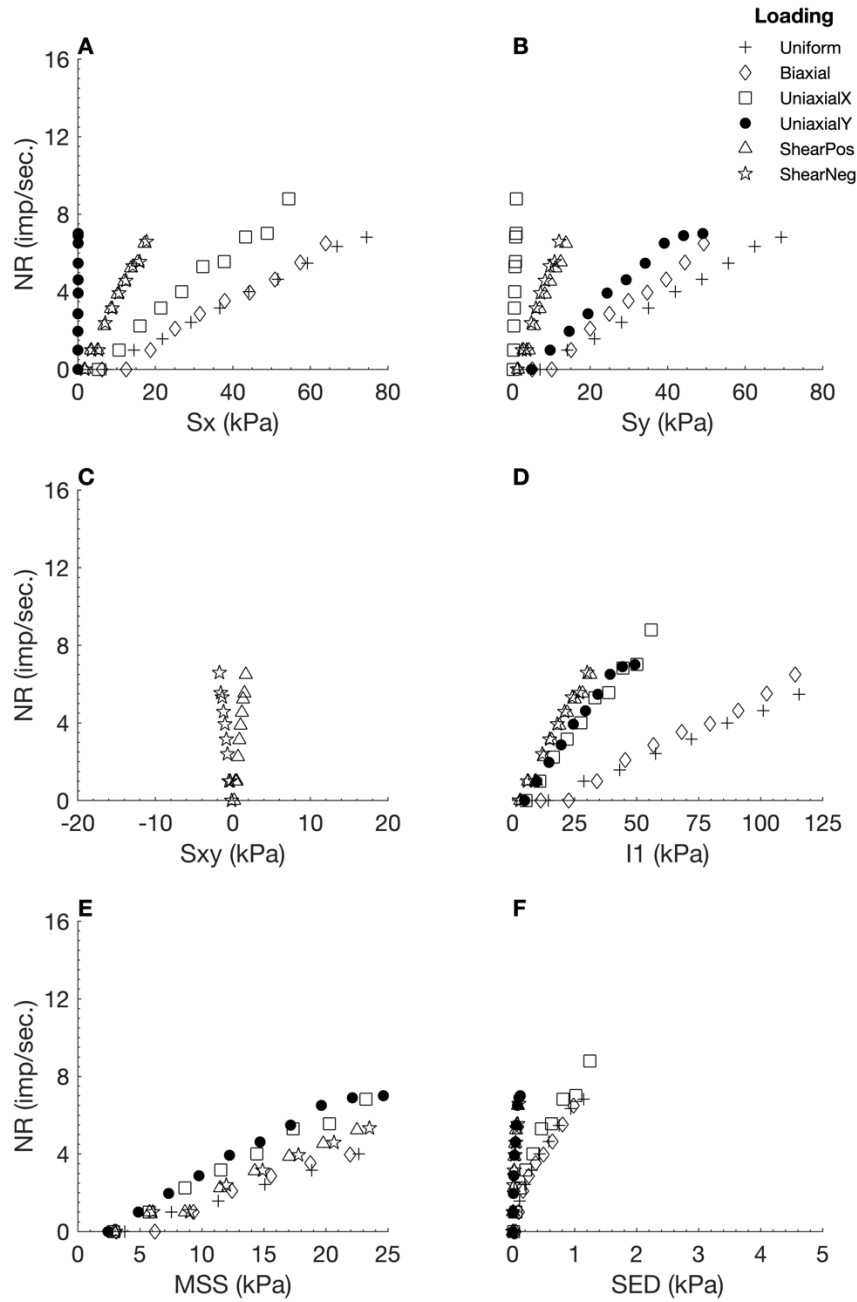 Loading
Uniform
Biaxial
UniaxialX
UniaxialY
ShearPos
ShearNeg
A
16
12
8
4
0
NR (imp/sec.)
0 20 40 60 80
Sx (kPa)
B
16
12
8
4
0
0 20 40 60 80
Sy (kPa)
C
16
12
8
4
0
NR (imp/sec.)
-20 -10 0 10 20
Sxy (kPa)
D
16
12
8
4
0
0 25 50 75 100 125
I1 (kPa)
E
16
12
8
4
0
NR (imp/sec.)
0 5 10 15 20 25
MSS (kPa)
F
16
12
8
4
0
0 1 2 3 4 5
SED (kPa)